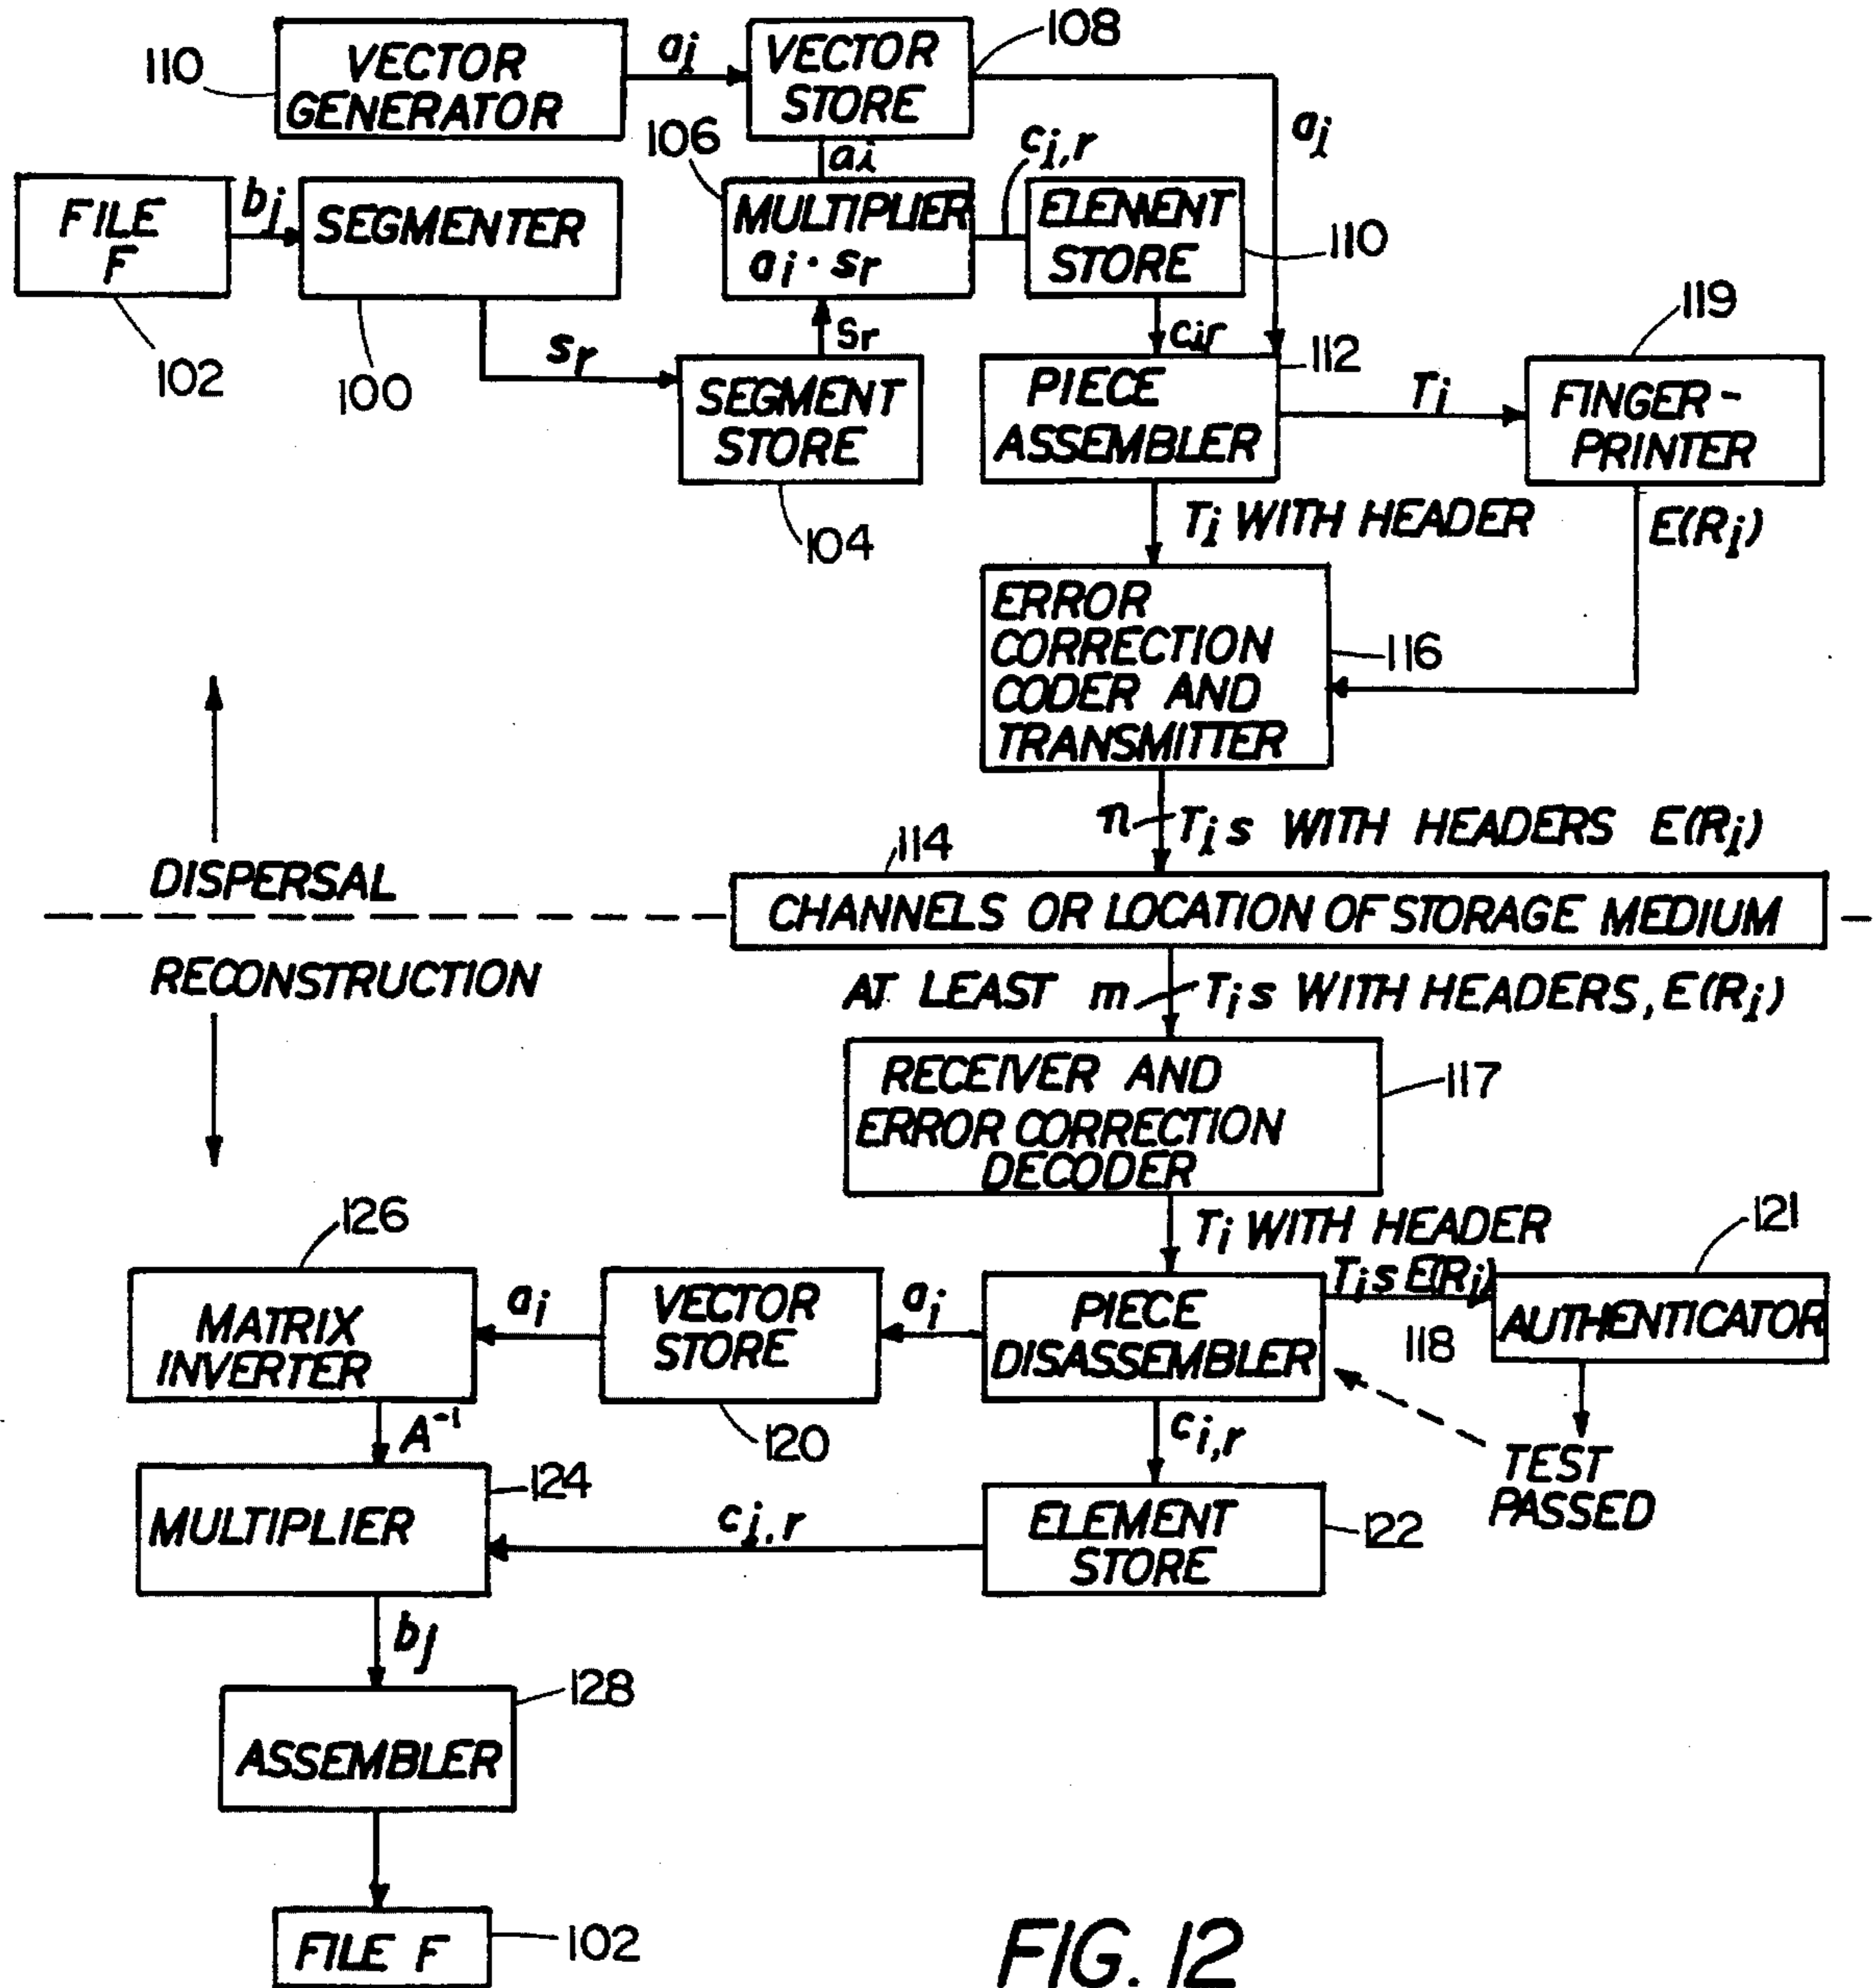 110
VECTOR
GENERATOR
ai
VECTOR
STORE
108
ai
106
ai
ci,r
FILE
F
bj
SEGMENTER
MULTIPLIER
ai · sr
ELEMENT
STORE
110
102
100
sr
sr
SEGMENT
STORE
104
cir
112
PIECE
ASSEMBLER
Ti
119
FINGER-
PRINTER
Ti WITH HEADER
E(Ri)
ERROR
CORRECTION
CODER AND
TRANSMITTER
116
n Ti s WITH HEADERS E(Ri)
114
DISPERSAL
CHANNELS OR LOCATION OF STORAGE MEDIUM
RECONSTRUCTION
AT LEAST m Ti s WITH HEADERS, E(Ri)
RECEIVER AND
ERROR CORRECTION
DECODER
117
Ti WITH HEADER
Ti s E(Ri)
121
126
MATRIX
INVERTER
ai
VECTOR
STORE
120
ai
PIECE
DISASSEMBLER
118
AUTHENTICATOR
TEST
PASSED
A-1
ci,r
MULTIPLIER
124
ci,r
ELEMENT
STORE
122
bj
ASSEMBLER
128
FILE F
102
FIG. 12